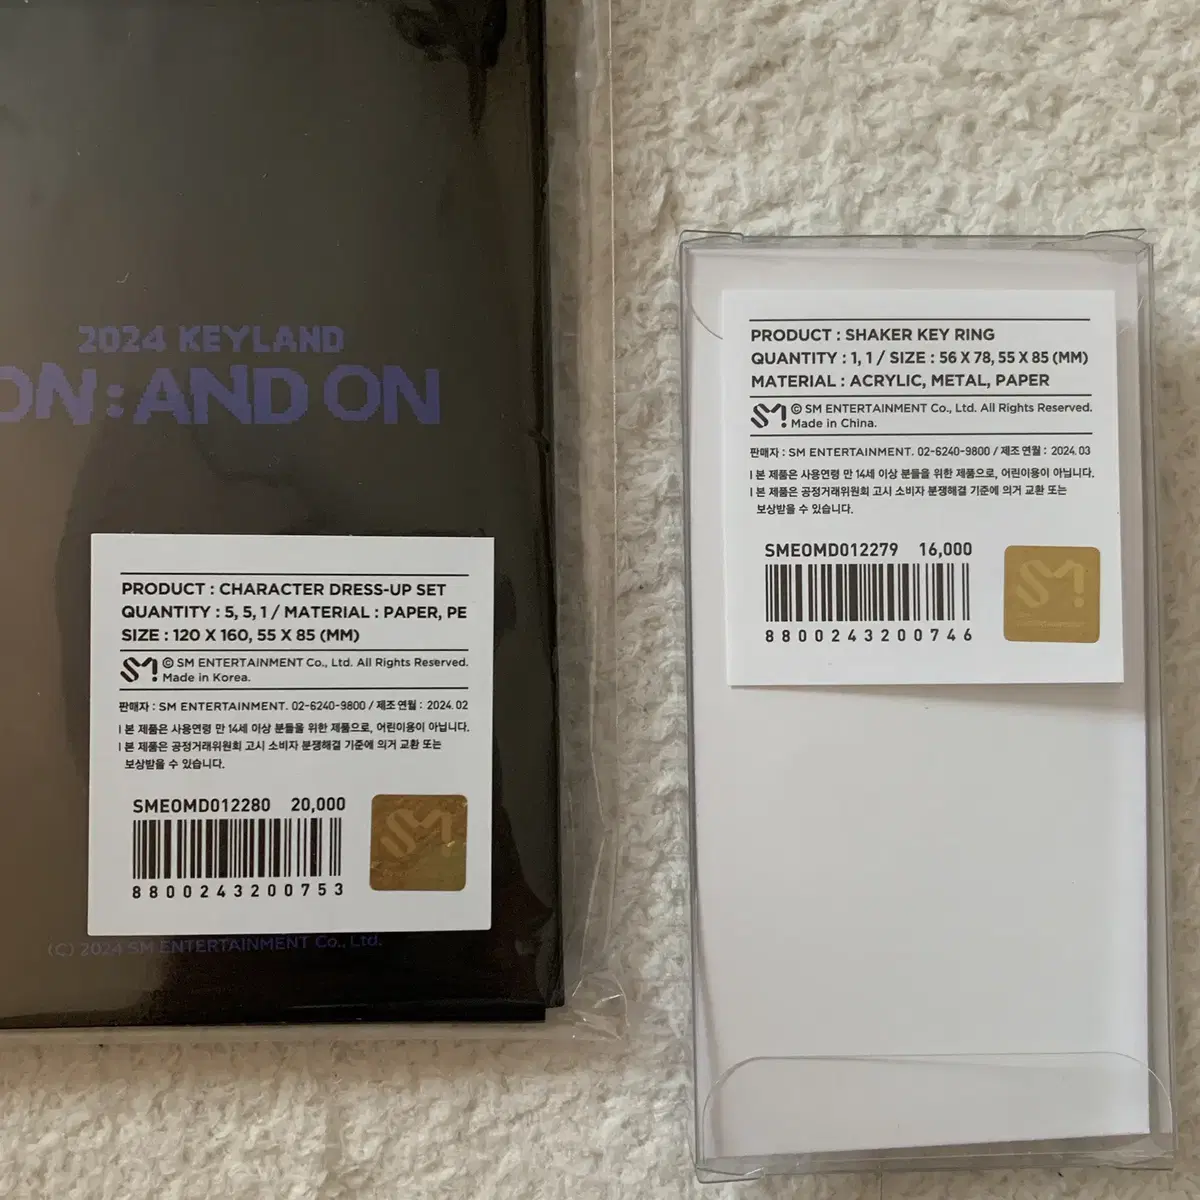 2024 KEYLAND
ON : AND ON
PRODUCT : CHARACTER DRESS-UP SET
QUANTITY : 5, 5, 1 / MATERIAL : PAPER, PE
SIZE : 120 X 160, 55 X 85 (MM)
SM! © SM ENTERTAINMENT Co., Ltd. All Rights Reserved.
Made in Korea.
판매자 : SM ENTERTAINMENT. 02-6240-9800 / 제조 연월 : 2024. 02
I 본 제품은 사용연령 만 14세 이상 분들을 위한 제품으로, 어린이용이 아닙니다.
I 본 제품은 공정거래위원회 고시 소비자 분쟁해결 기준에 의거 교환 또는
보상받을 수 있습니다.
SMEOMD012280 20,000
SM!
8800243200753
(C) 2024 SM ENTERTAINMENT Co., Ltd.
PRODUCT : SHAKER KEY RING
QUANTITY : 1, 1 / SIZE : 56 X 78, 55 X 85 (MM)
MATERIAL : ACRYLIC, METAL, PAPER
SM! © SM ENTERTAINMENT Co., Ltd. All Rights Reserved.
Made in China.
판매자 : SM ENTERTAINMENT. 02-6240-9800 / 제조 연월 : 2024. 03
I 본 제품은 사용연령 만 14세 이상 분들을 위한 제품으로, 어린이용이 아닙니다.
I 본 제품은 공정거래위원회 고시 소비자 분쟁해결 기준에 의거 교환 또는
보상받을 수 있습니다.
SMEOMD012279 16,000
SM!
8800243200746